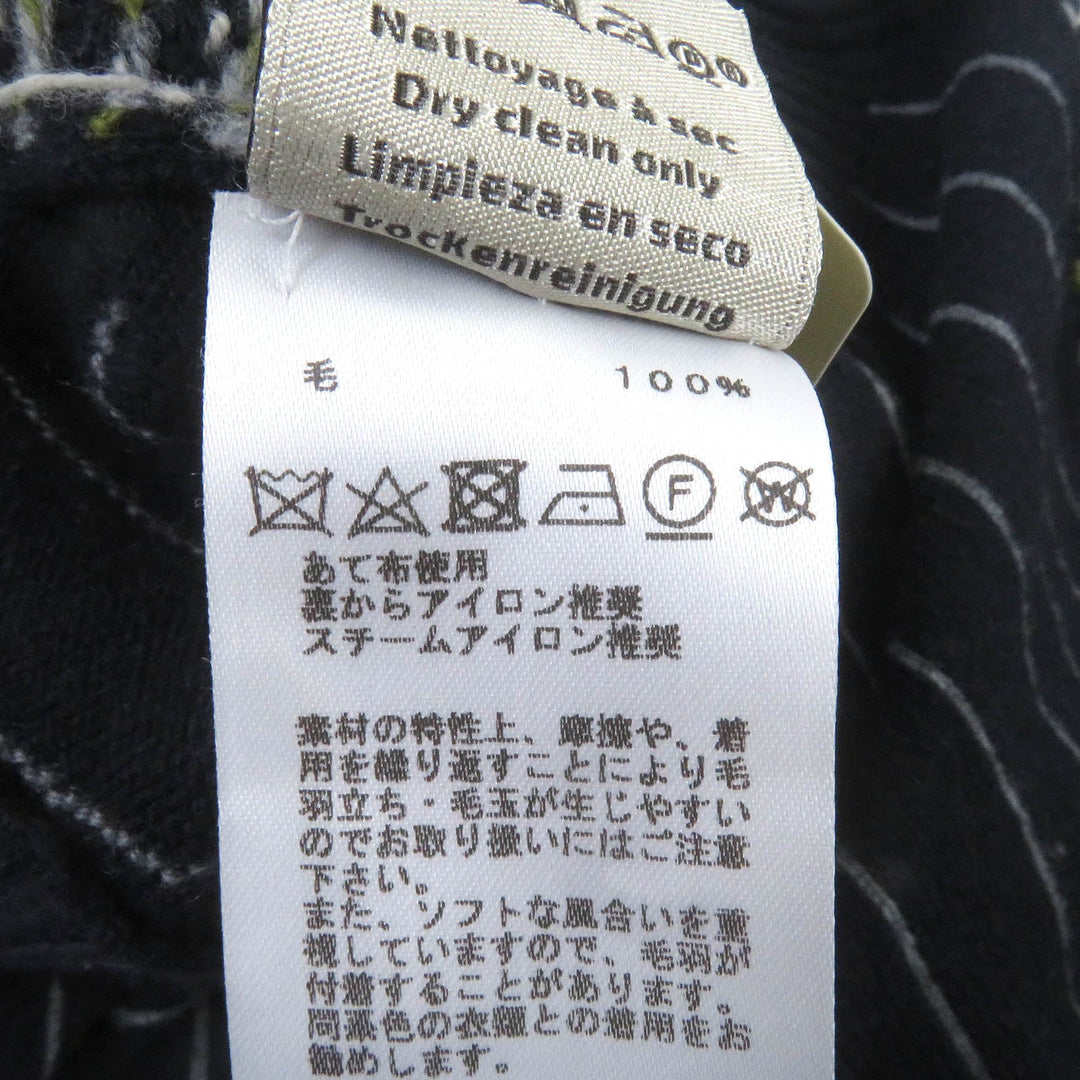 Nettoyage à sec
Dry clean only
Limpieza en seco
Trockenreinigung
毛 100%
F
W
あて布使用
裏からアイロン推奨
スチームアイロン推奨
素材の特性上、摩擦や、着
用を繰り返すことにより毛
羽立ち・毛玉が生じやすい
のでお取り扱いにはご注意
下さい。
また、ソフトな風合いを重
視していますので、毛羽が
付着することがあります。
同系色の衣類との着用をお
勧めします。